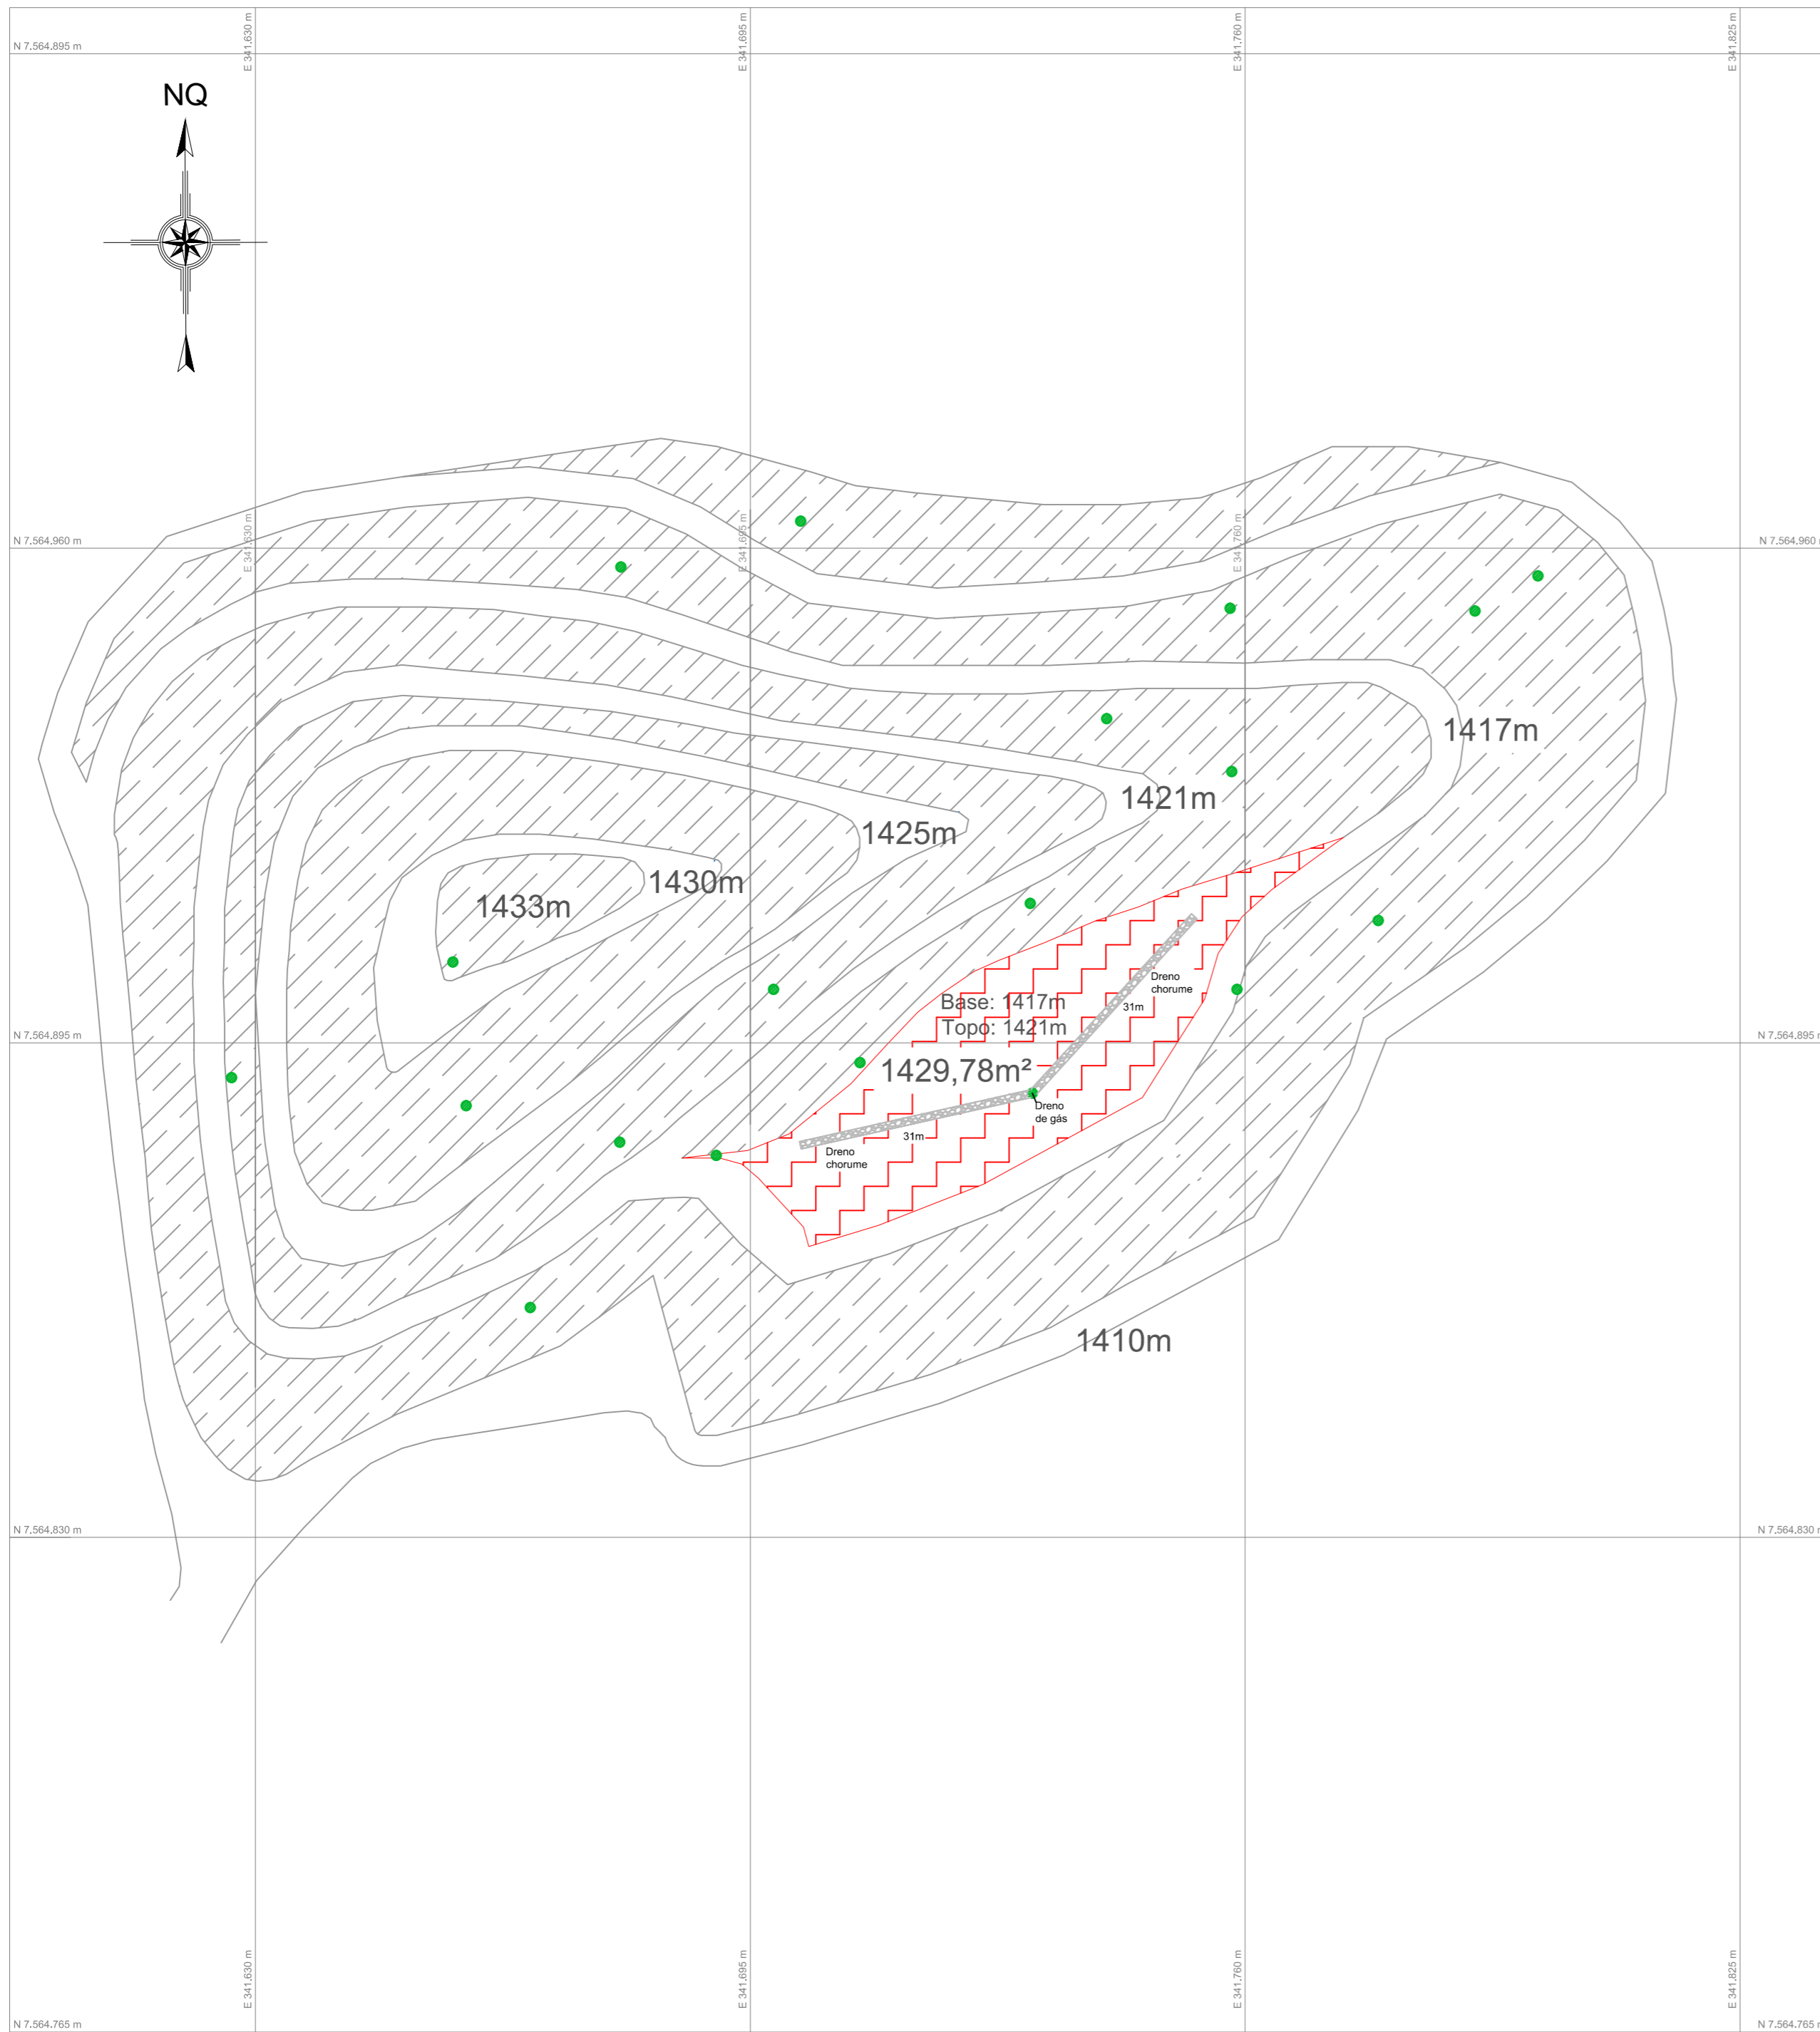 E 341.630 m
E 341.695 m
E 341.760 m
E 341.825 m
N 7.564.895 m
NQ
E 341.630 m
E 341.695 m
E 341.760 m
N 7.564.960 m
N 7.564.960 m
1417m
1421m
1425m
1430m
1433m
Dreno
chorume
Base: 1417m
31m
Topo: 1421m
N 7.564.895 m
N 7.564.895 m
1429,78m²
Dreno
de gás
31m
Dreno
chorume
1410m
N 7.564.830 m
N 7.564.830 m
E 341.630 m
E 341.695 m
E 341.760 m
E 341.825 m
N 7.564.765 m
N 7.564.765 m